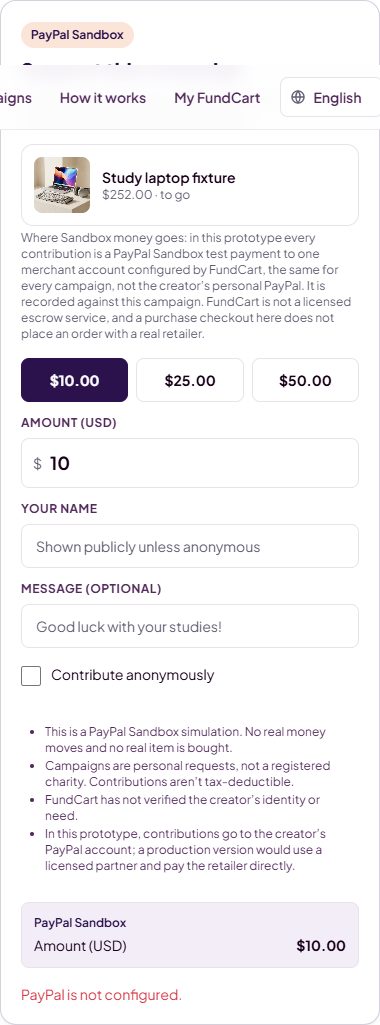 PayPal Sandbox
How it works
My FundCart
English
Study laptop fixture
$252.00 · to go
Where Sandbox money goes: in this prototype every
contribution is a PayPal Sandbox test payment to one
merchant account configured by FundCart, the same for
every campaign, not the creator's personal PayPal. It is
recorded against this campaign. FundCart is not a licensed
escrow service, and a purchase checkout here does not
place an order with a real retailer.
$10.00
$25.00
$50.00
AMOUNT (USD)
$ 10
YOUR NAME
Shown publicly unless anonymous
MESSAGE (OPTIONAL)
Good luck with your studies!
Contribute anonymously
• This is a PayPal Sandbox simulation. No real money
moves and no real item is bought.
• Campaigns are personal requests, not a registered
charity. Contributions aren't tax-deductible.
• FundCart has not verified the creator's identity or
need.
• In this prototype, contributions go to the creator's
PayPal account; a production version would use a
licensed partner and pay the retailer directly.
PayPal Sandbox
Amount (USD)
$10.00
PayPal is not configured.